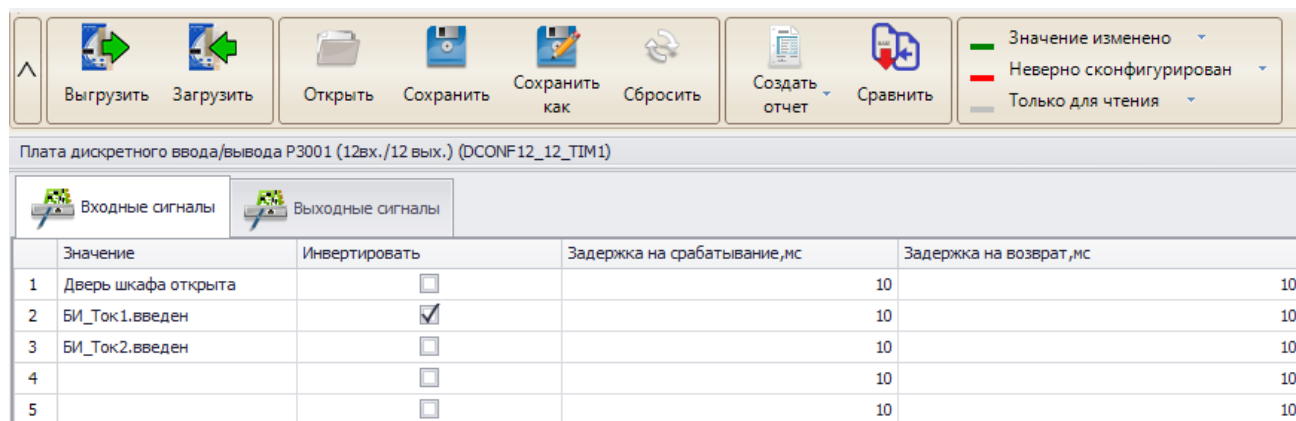 Выгрузить Загрузить Открыть Сохранить Сохранить как Сбросить Создать отчет Сравнить
Значение изменено
Неверно сконфигурирован
Только для чтения
Плата дискретного ввода/вывода P3001 (12вх./12 вых.) (DCONF12_12_TIM1)
Входные сигналы Выходные сигналы
Значение Инвертировать Задержка на срабатывание,мс Задержка на возврат,мс
1 Дверь шкафа открыта 10 10
2 БИ_Ток1.введен 10 10
3 БИ_Ток2.введен 10 10
4 10 10
5 10 10